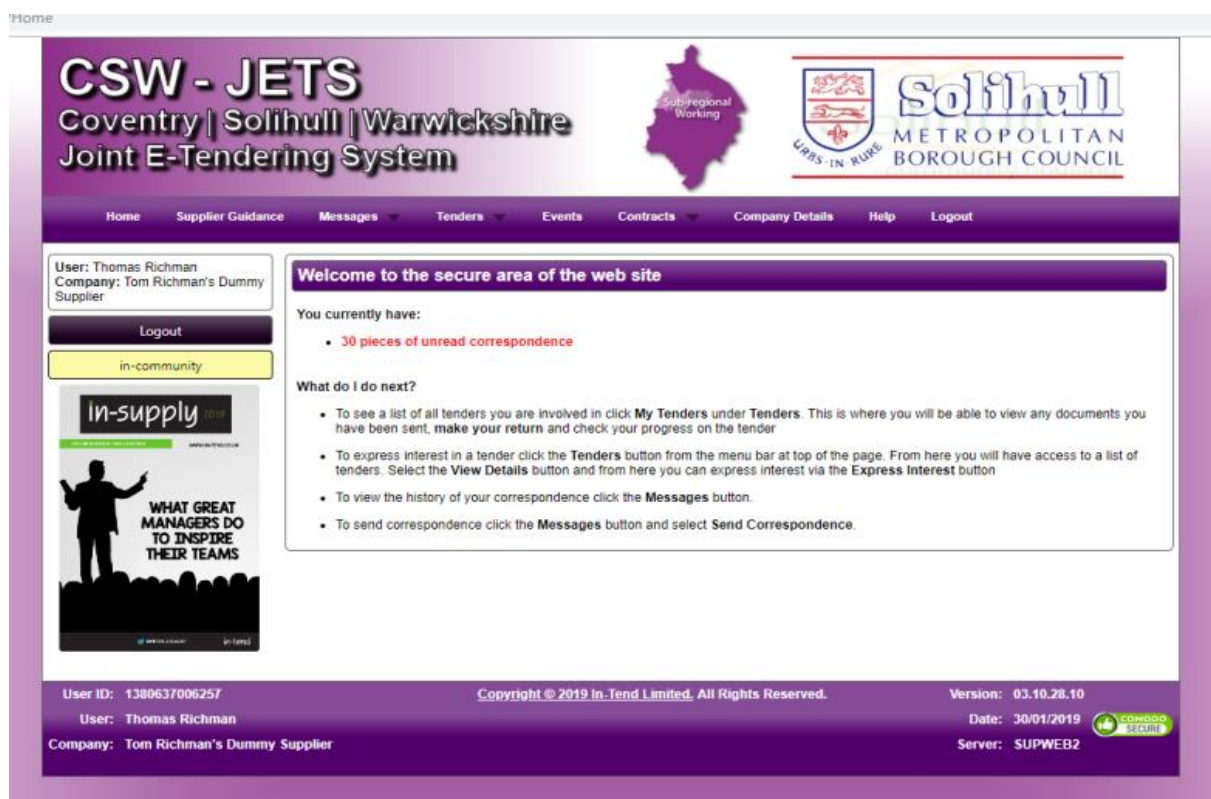 Home
CSW - JETS
Coventry | Solihull | Warwickshire
Joint E-Tendering System
Sub-regional
Working
URBS·IN·RURE
Solihull
METROPOLITAN
BOROUGH COUNCIL
community housing
Home Supplier Guidance Messages Tenders Events Contracts Company Details Help Logout
User: Thomas Richman
Company: Tom Richman's Dummy
Supplier
Logout
in-community
in-supply
WHAT GREAT
MANAGERS DO
TO INSPIRE
THEIR TEAMS
in-tend
Welcome to the secure area of the web site
You currently have:
• 30 pieces of unread correspondence
What do I do next?
• To see a list of all tenders you are involved in click My Tenders under Tenders. This is where you will be able to view any documents you
have been sent, make your return and check your progress on the tender
• To express interest in a tender click the Tenders button from the menu bar at top of the page. From here you will have access to a list of
tenders. Select the View Details button and from here you can express interest via the Express Interest button
• To view the history of your correspondence click the Messages button.
• To send correspondence click the Messages button and select Send Correspondence.
User ID: 1380637006257 Copyright © 2019 In-Tend Limited. All Rights Reserved. Version: 03.10.28.10
User: Thomas Richman Date: 30/01/2019
COMODO
SECURE
Company: Tom Richman's Dummy Supplier Server: SUPWEB2